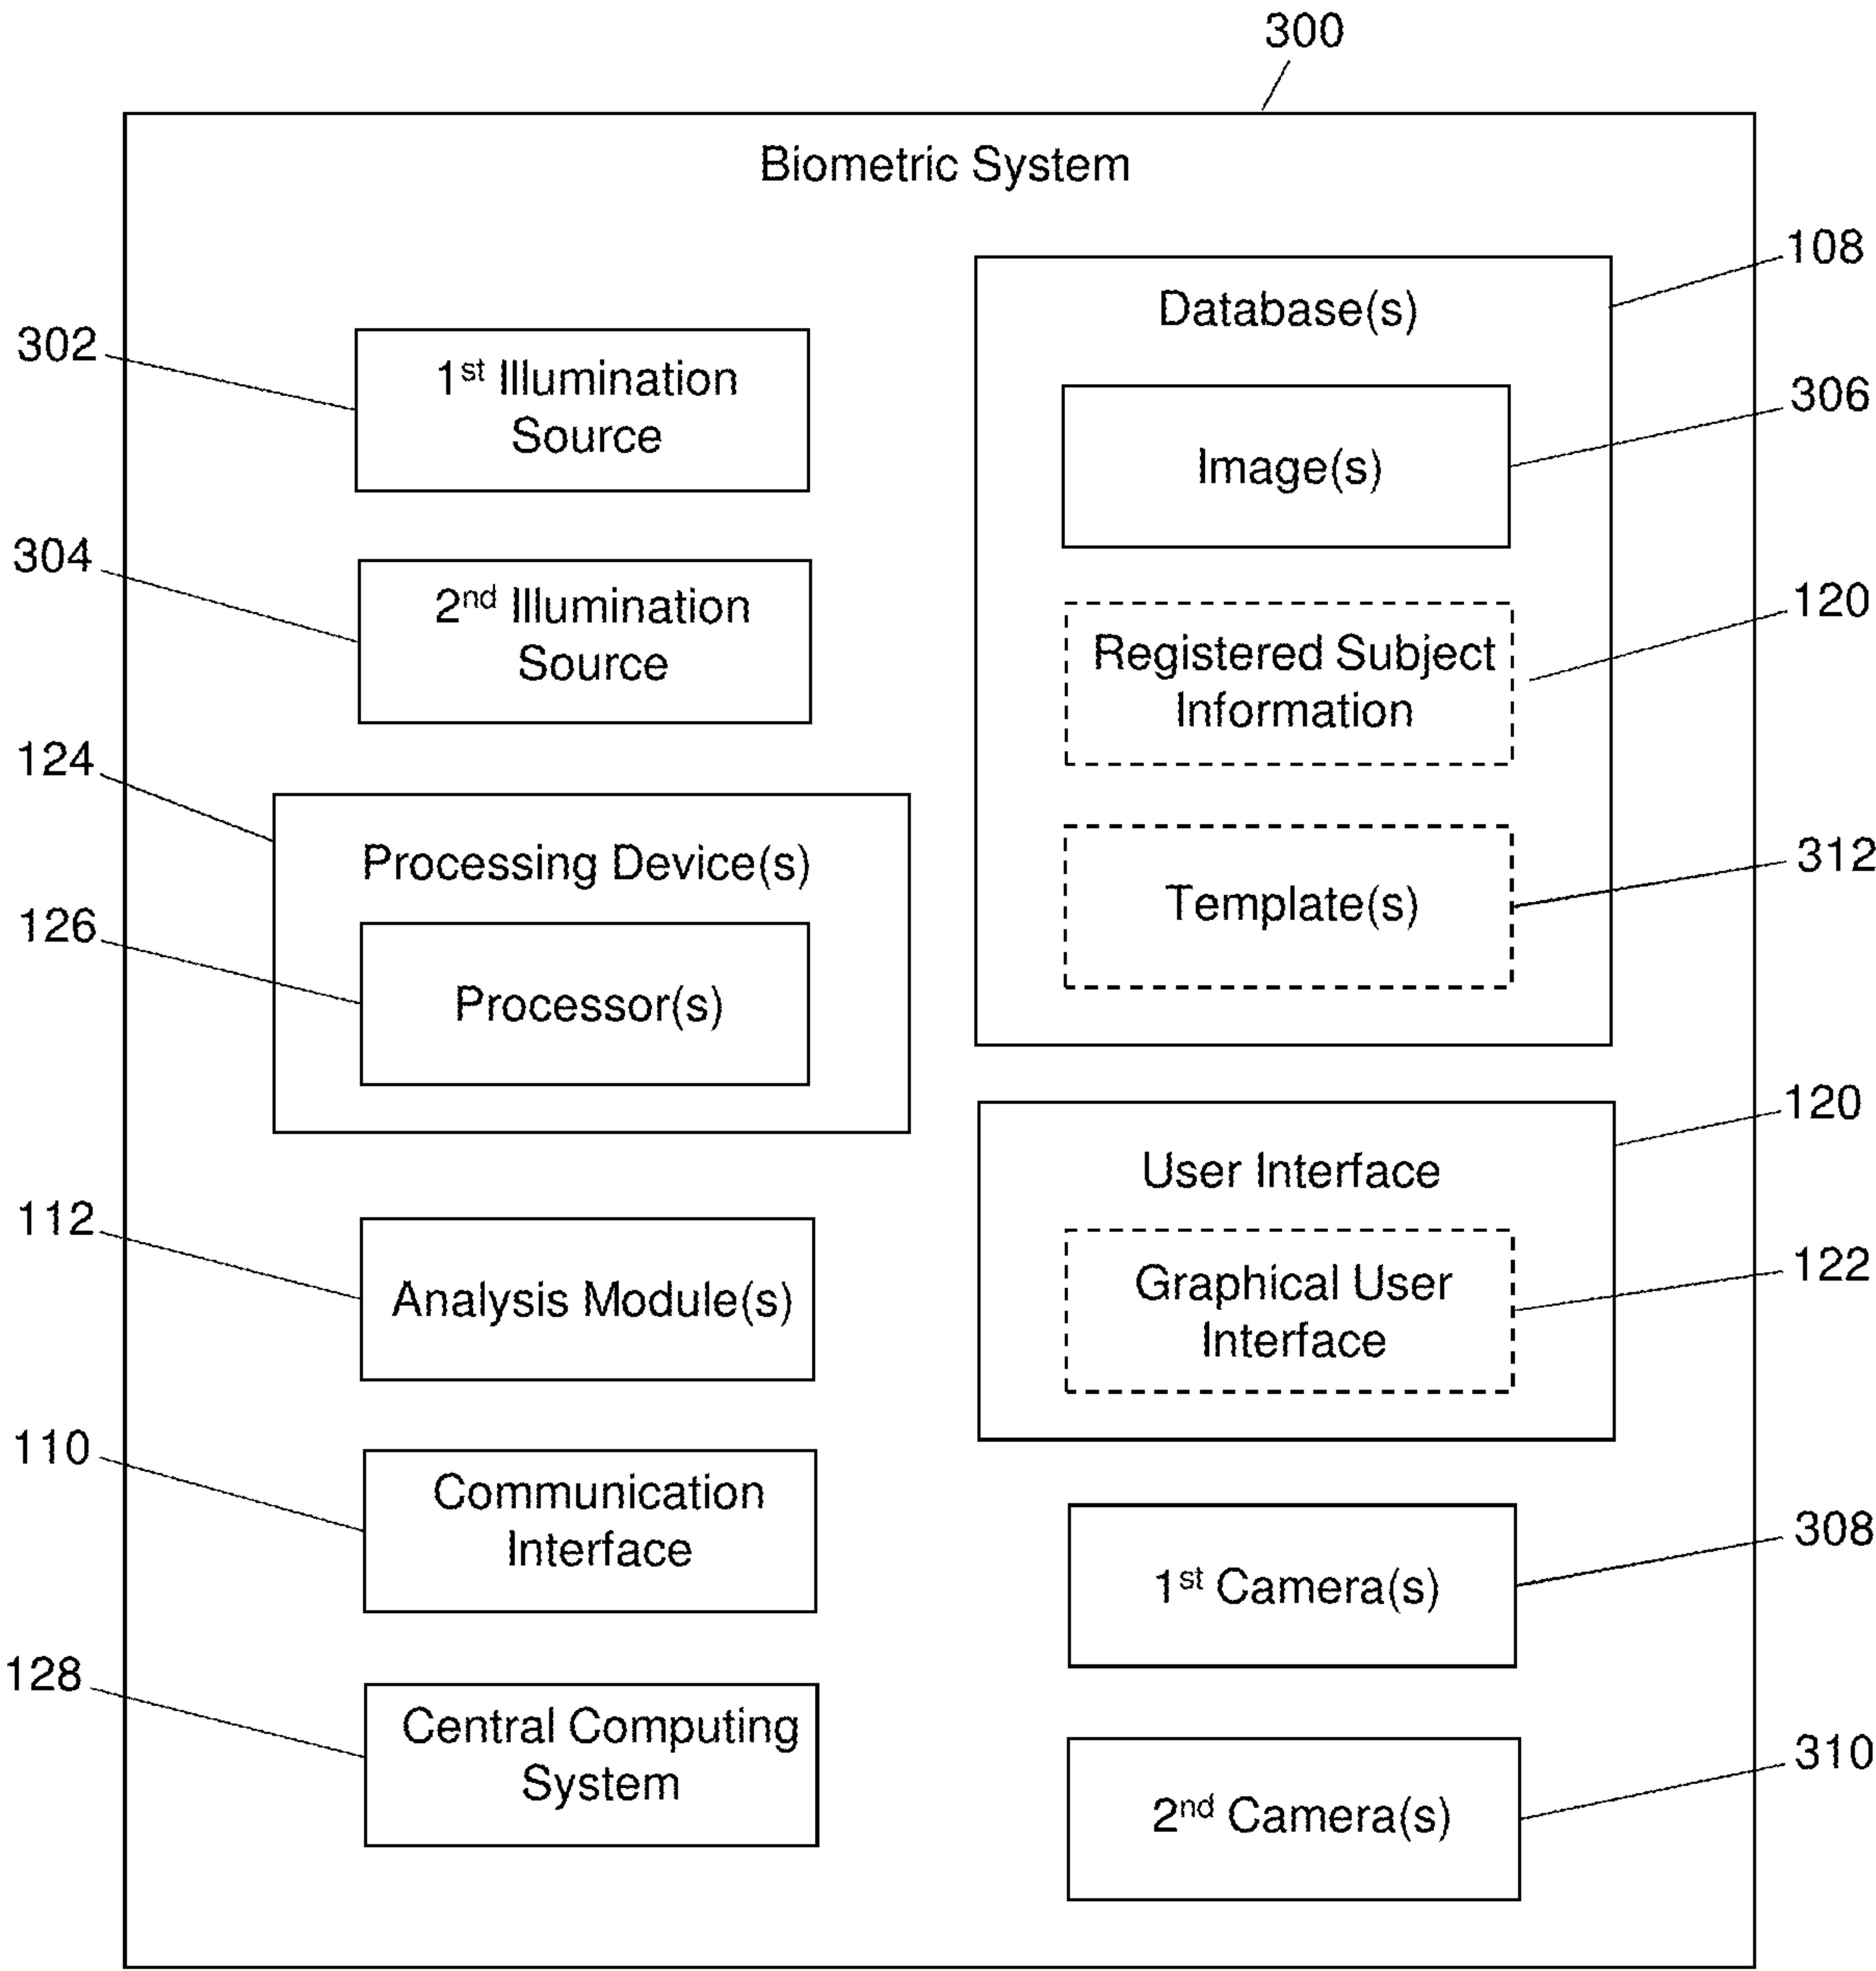 300
Biometric System
302
1st Illumination
Source
304
2nd Illumination
Source
124
Processing Device(s)
126
Processor(s)
112
Analysis Module(s)
110
Communication
Interface
128
Central Computing
System
108
Database(s)
306
Image(s)
120
Registered Subject
Information
312
Template(s)
120
User Interface
122
Graphical User
Interface
308
1st Camera(s)
310
2nd Camera(s)